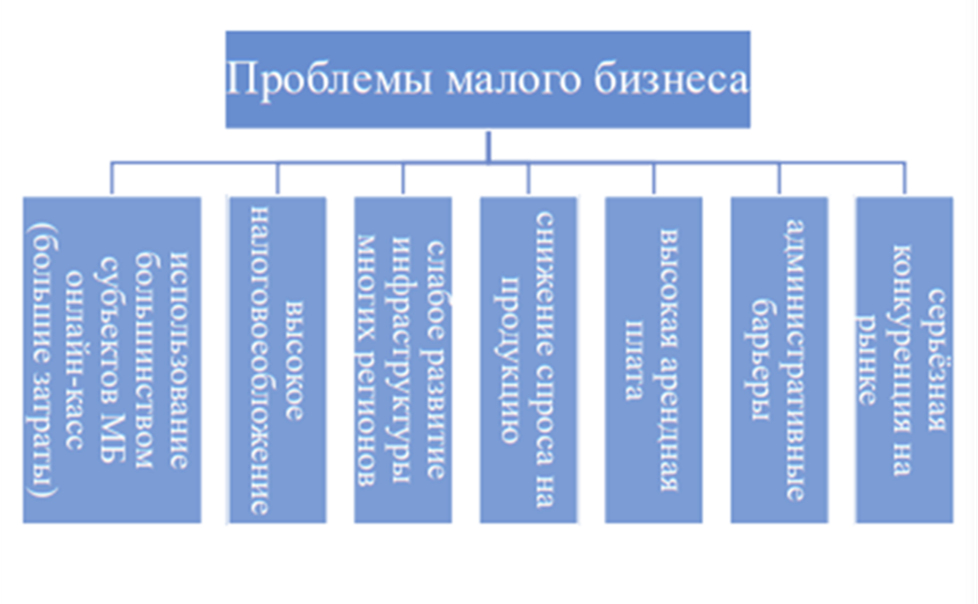 Проблемы малого бизнеса
использование
большинством
субъектов МБ
онлайн-касс
(большие затраты)
высокое
налоговоеобложение
слабое развитие
инфраструктуры
многих регионов
снижение спроса на
продукцию
высокая арендная
плата
административные
барьеры
серьёзная
конкуренция на
рынке